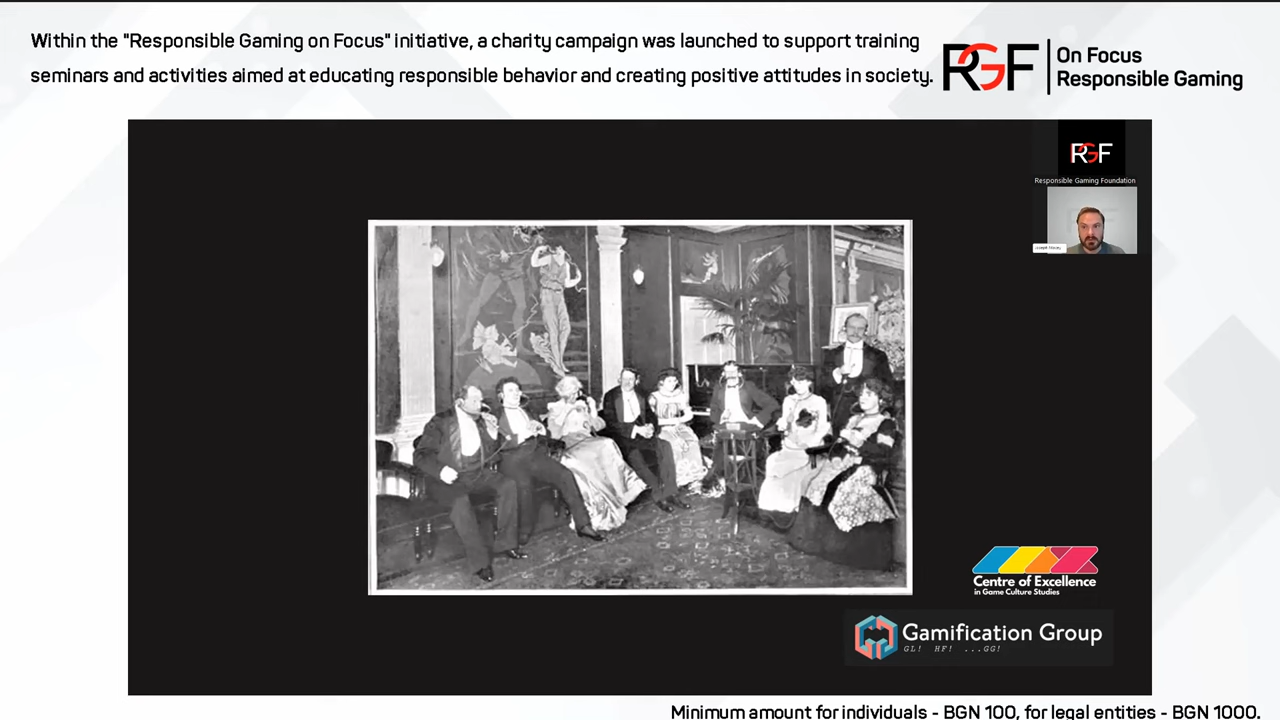 Within the "Responsible Gaming on Focus" initiative, a charity campaign was launched to support training
seminars and activities aimed at educating responsible behavior and creating positive attitudes in society.
RGF
On Focus
Responsible Gaming
RGF
Responsible Gaming Foundation
Joseph Macey
Centre of Excellence
in Game Culture Studies
Gamification Group
GL! HF! ...GG!
Minimum amount for individuals - BGN 100, for legal entities - BGN 1000.